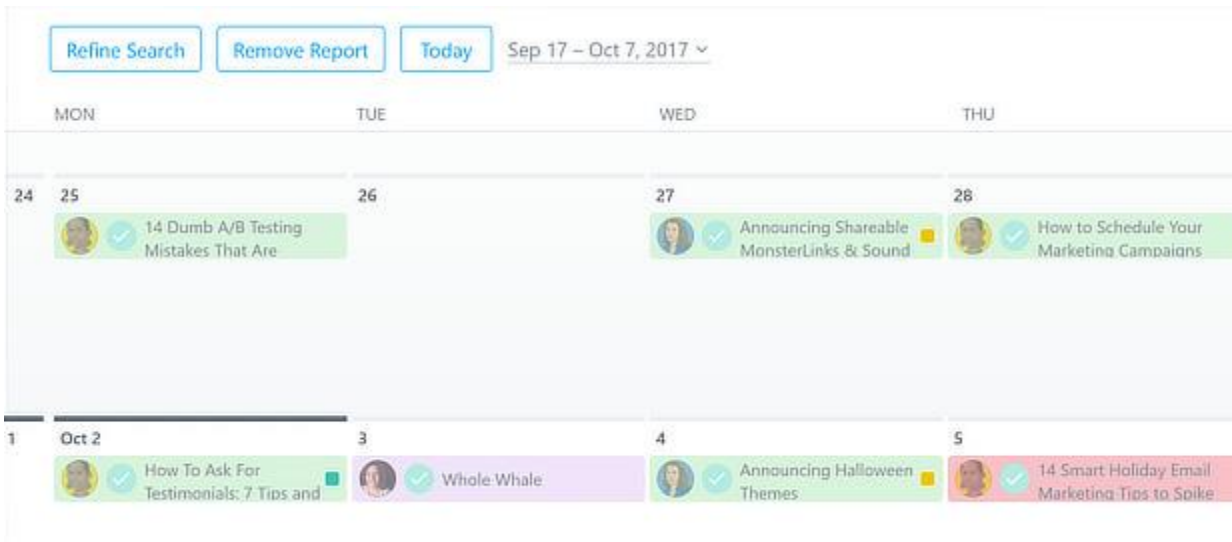 Refine Search Remove Report Today Sep 17 – Oct 7, 2017
MON TUE WED THU
24 25 26 27 28
14 Dumb A/B Testing
Mistakes That Are
Announcing Shareable
MonsterLinks & Sound
How to Schedule Your
Marketing Campaigns
1 Oct 2 3 4 5
How To Ask For
Testimonials: 7 Tips and
Whole Whale
Announcing Halloween
Themes
14 Smart Holiday Email
Marketing Tips to Spike